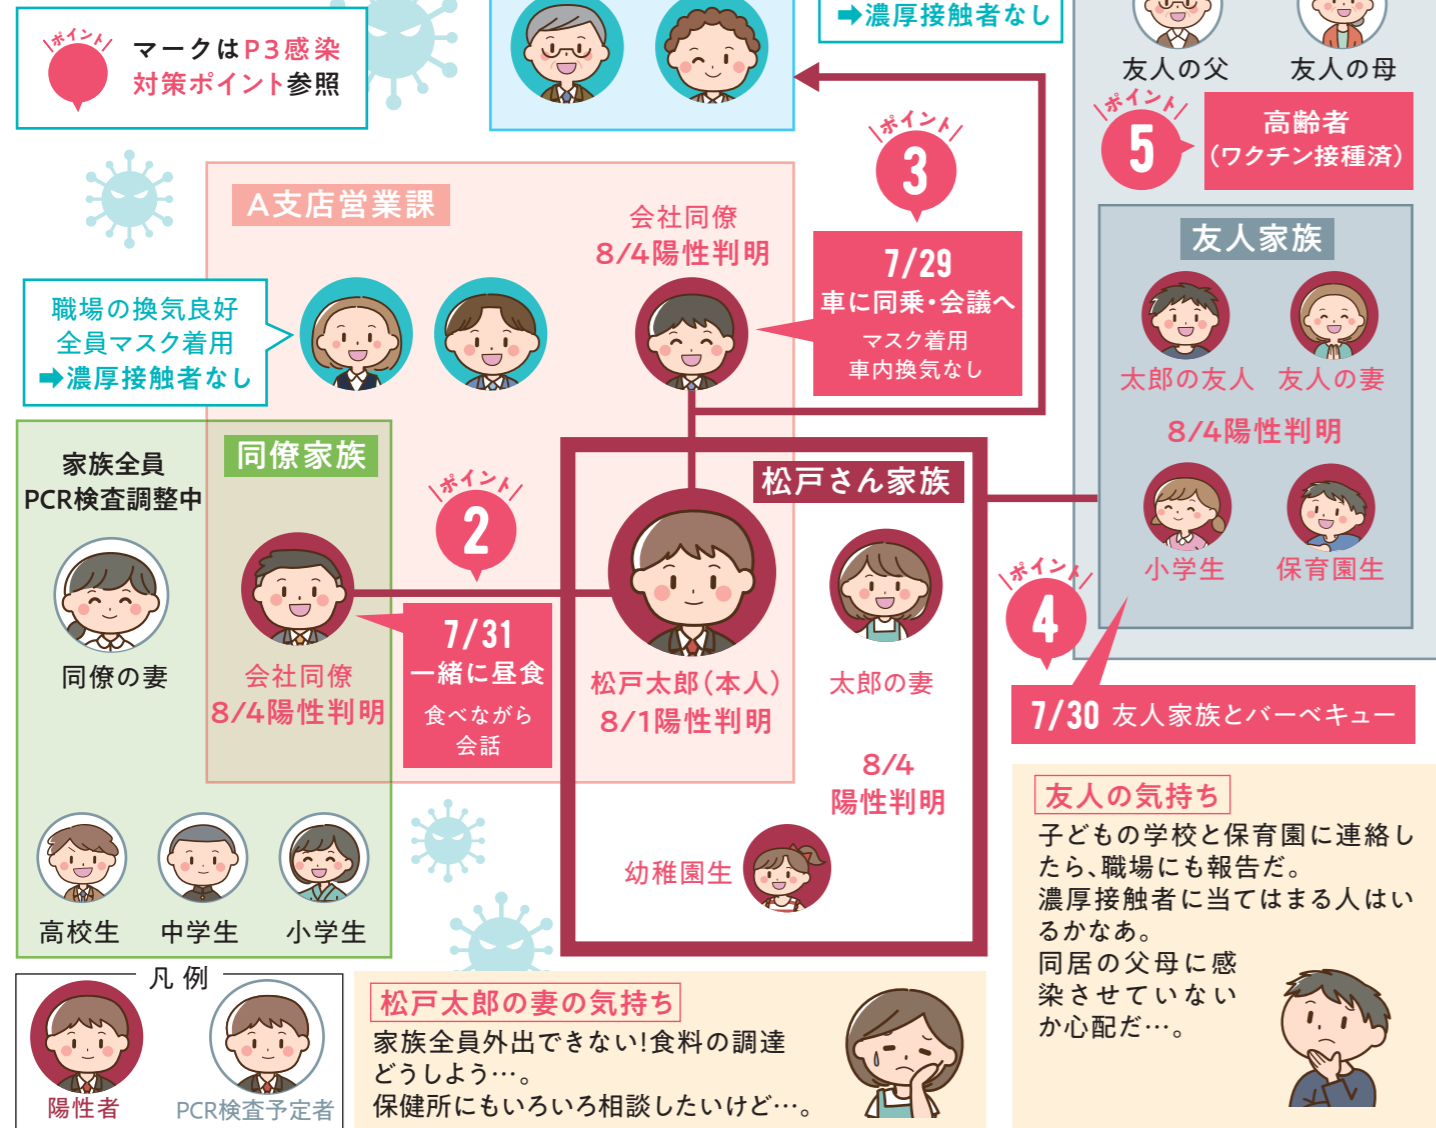 ポイント
マークはP3感染
対策ポイント参照
➡濃厚接触者なし
友人の父
友人の母
ポイント
5
高齢者
（ワクチン接種済）
ポイント
3
7/29
車に同乗・会議へ
マスク着用
車内換気なし
A支店営業課
会社同僚
8/4陽性判明
職場の換気良好
全員マスク着用
➡濃厚接触者なし
友人家族
太郎の友人
友人の妻
8/4陽性判明
小学生
保育園生
同僚家族
家族全員
PCR検査調整中
同僚の妻
会社同僚
8/4陽性判明
高校生
中学生
小学生
ポイント
2
7/31
一緒に昼食
食べながら
会話
松戸さん家族
松戸太郎（本人）
8/1陽性判明
太郎の妻
8/4
陽性判明
幼稚園生
ポイント
4
7/30 友人家族とバーベキュー
友人の気持ち
子どもの学校と保育園に連絡し
たら、職場にも報告だ。
濃厚接触者に当てはまる人はい
るかなあ。
同居の父母に感
染させていない
か心配だ…。
凡例
陽性者
PCR検査予定者
松戸太郎の妻の気持ち
家族全員外出できない！食料の調達
どうしよう…。
保健所にもいろいろ相談したいけど…。